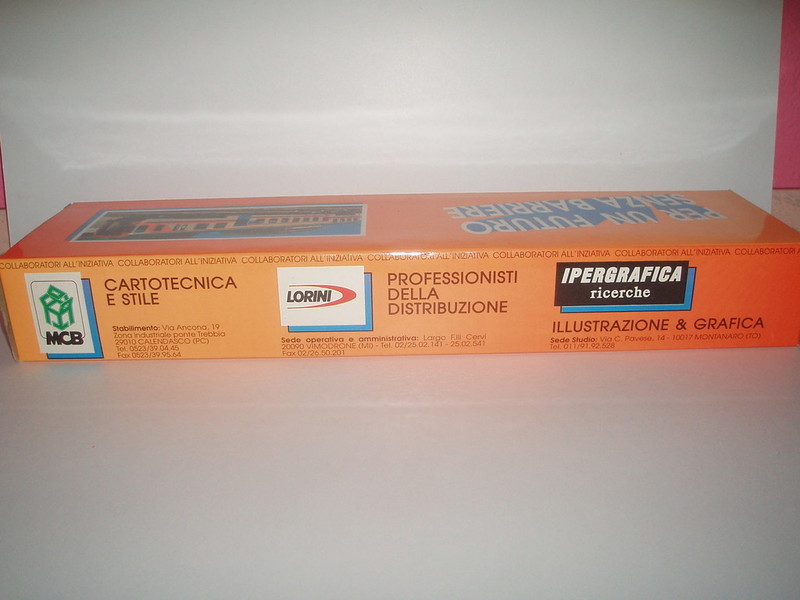 PER UN FUTURO
SENZA BARRIERE
COLLABORATORI ALL'INIZIATIVA COLLABORATORI ALL'INIZIATIVA COLLABORATORI ALL'INIZIATIVA COLLABORATORI ALL'INIZIATIVA COLLABORATORI ALL'INIZIATIVA COLLABORATORI ALL'INIZIATIVA COLLABORATORI
MCB
CARTOTECNICA
E STILE
Stabilimento: Via Ancona, 19
Zona industriale ponte Trebbia
29010 CALENDASCO (PC)
Tel. 0523/39.04.45
Fax 0523/39.95.64
LORINI
PROFESSIONISTI
DELLA
DISTRIBUZIONE
Sede operativa e amministrativa: Largo F.lli Cervi
20090 VIMODRONE (MI) - Tel. 02/25.02.141 - 25.02.541
Fax 02/26.50.201
IPERGRAFICA
ricerche
ILLUSTRAZIONE & GRAFICA
Sede Studio: Via C. Pavese, 14 - 10017 MONTANARO (TO)
Tel. 011/91.92.528